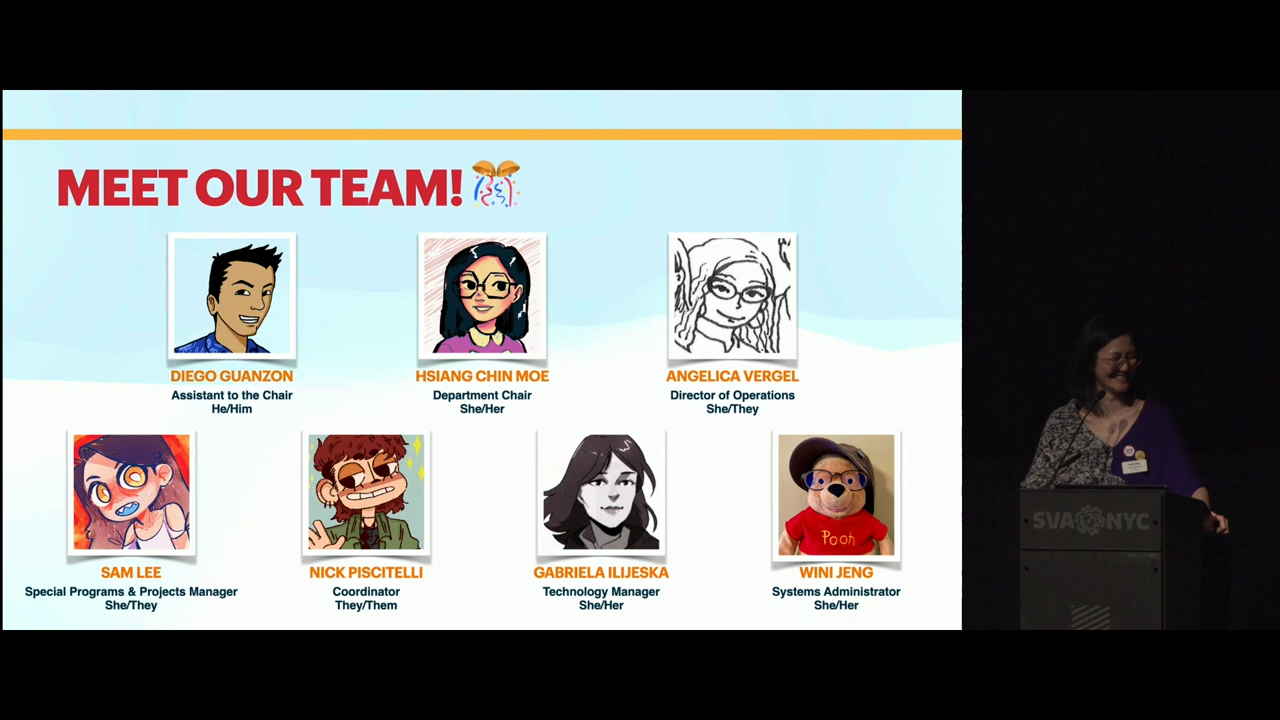 MEET OUR TEAM!
DIEGO GUANZON
Assistant to the Chair
He/Him
HSIANG CHIN MOE
Department Chair
She/Her
ANGELICA VERGEL
Director of Operations
She/They
Pooh
SAM LEE
Special Programs & Projects Manager
She/They
NICK PISCITELLI
Coordinator
They/Them
GABRIELA ILIJESKA
Technology Manager
She/Her
WINI JENG
Systems Administrator
She/Her
SVA NYC